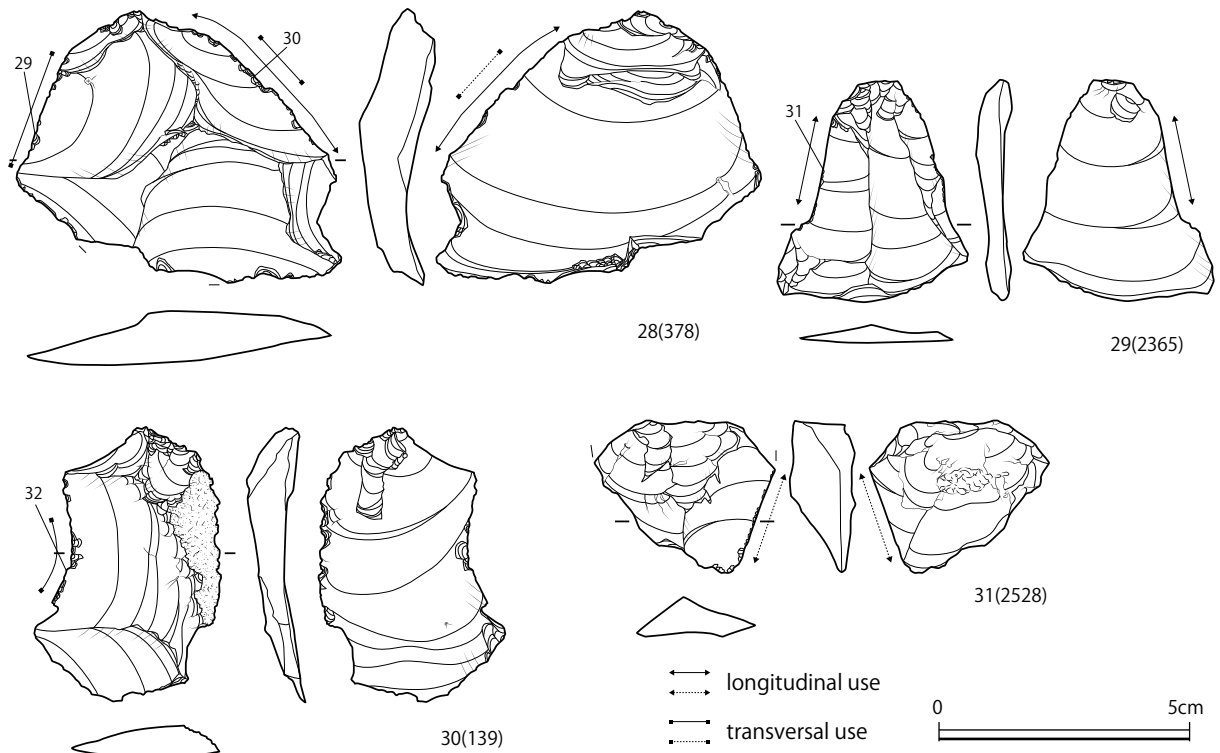 29
30
31
28(378)
29(2365)
32
30(139)
31(2528)
longitudinal use
transversal use
0 5cm